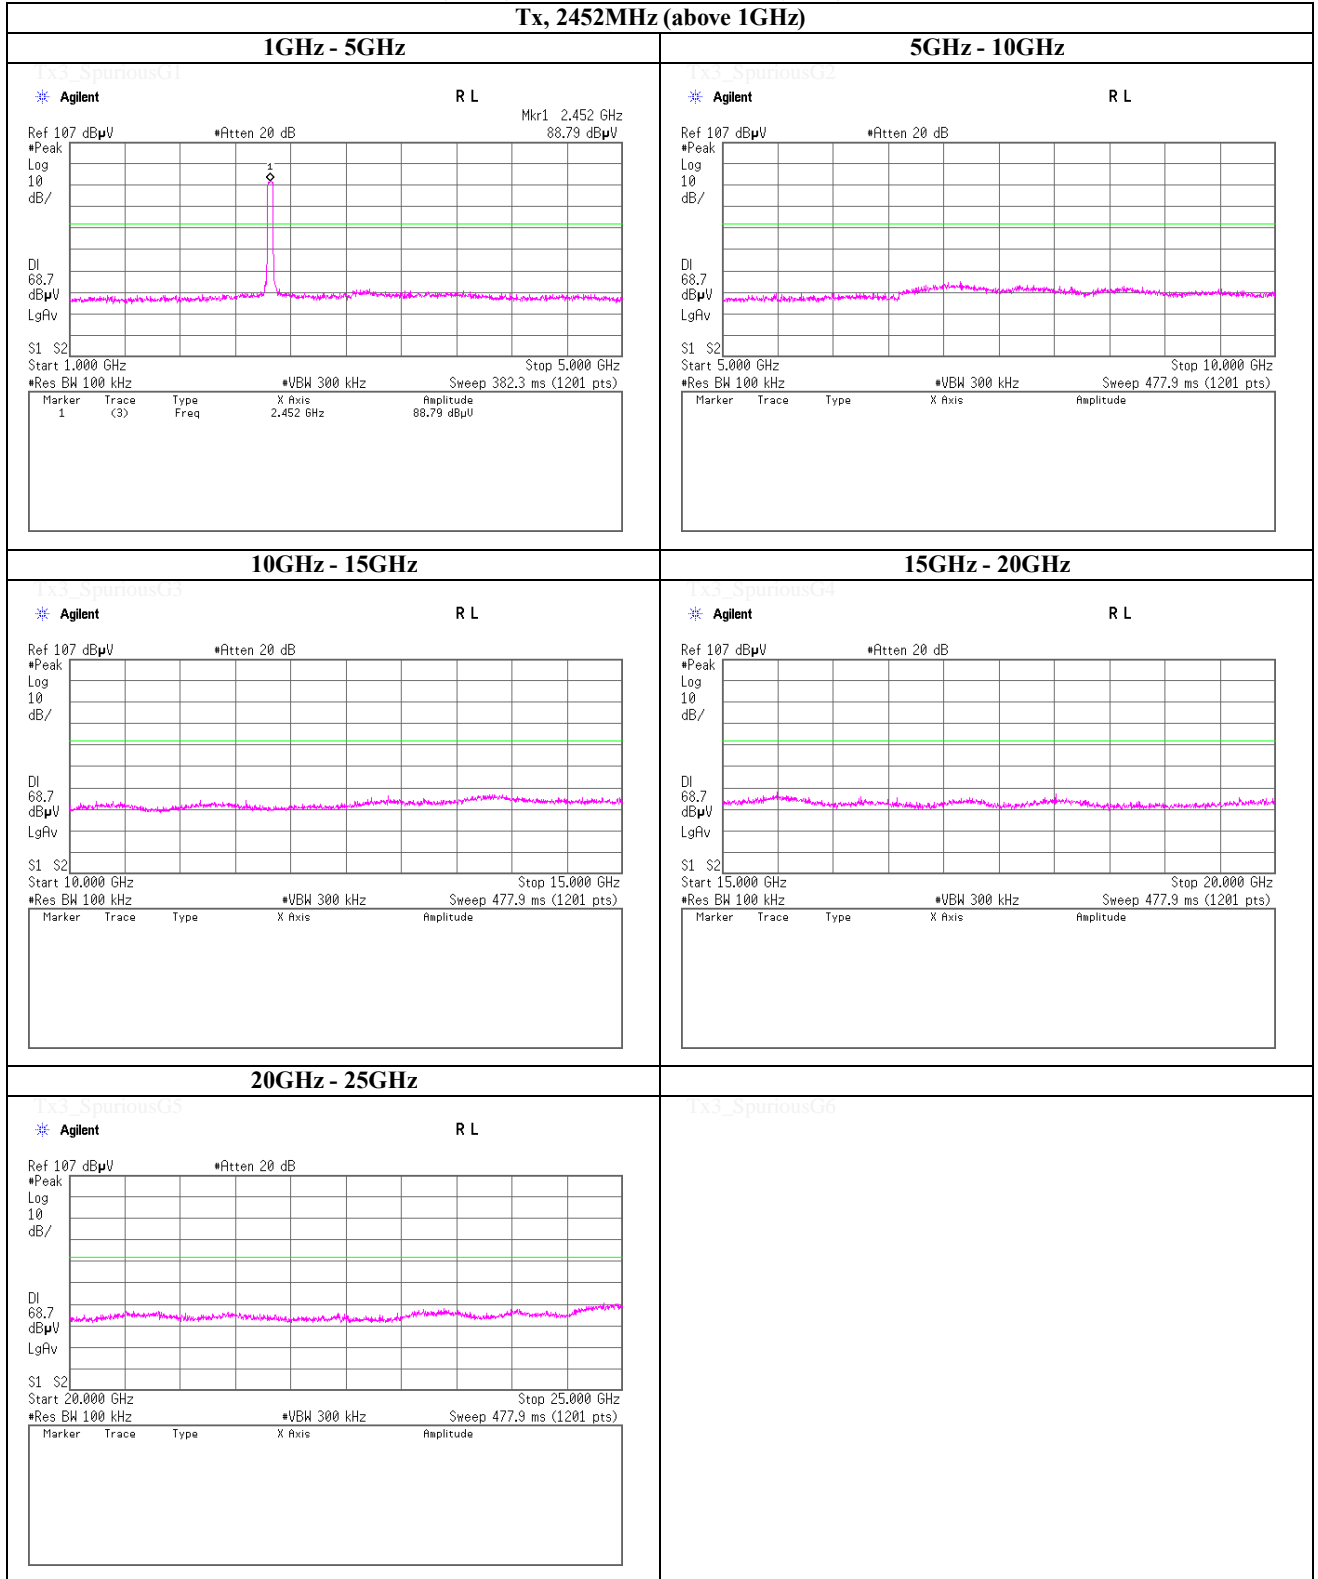 Tx, 2452MHz (above 1GHz)
1GHz - 5GHz
Tx3_SpuriousG1
Agilent
R L
Mkr1 2.452 GHz
Ref 107 dBµV #Atten 20 dB 88.79 dBµV
#Peak
Log
10
dB/
1
DI
68.7
dBµV
LgAv
S1 S2
Start 1.000 GHz Stop 5.000 GHz
#Res BW 100 kHz #VBW 300 kHz Sweep 382.3 ms (1201 pts)
Marker Trace Type X Axis Amplitude
1 (3) Freq 2.452 GHz 88.79 dBµV
5GHz - 10GHz
Tx3_SpuriousG2
Agilent
R L
Ref 107 dBµV #Atten 20 dB
#Peak
Log
10
dB/
DI
68.7
dBµV
LgAv
S1 S2
Start 5.000 GHz Stop 10.000 GHz
#Res BW 100 kHz #VBW 300 kHz Sweep 477.9 ms (1201 pts)
Marker Trace Type X Axis Amplitude
10GHz - 15GHz
Tx3_SpuriousG3
Agilent
R L
Ref 107 dBµV #Atten 20 dB
#Peak
Log
10
dB/
DI
68.7
dBµV
LgAv
S1 S2
Start 10.000 GHz Stop 15.000 GHz
#Res BW 100 kHz #VBW 300 kHz Sweep 477.9 ms (1201 pts)
Marker Trace Type X Axis Amplitude
15GHz - 20GHz
Tx3_SpuriousG4
Agilent
R L
Ref 107 dBµV #Atten 20 dB
#Peak
Log
10
dB/
DI
68.7
dBµV
LgAv
S1 S2
Start 15.000 GHz Stop 20.000 GHz
#Res BW 100 kHz #VBW 300 kHz Sweep 477.9 ms (1201 pts)
Marker Trace Type X Axis Amplitude
20GHz - 25GHz
Tx3_SpuriousG5
Agilent
R L
Ref 107 dBµV #Atten 20 dB
#Peak
Log
10
dB/
DI
68.7
dBµV
LgAv
S1 S2
Start 20.000 GHz Stop 25.000 GHz
#Res BW 100 kHz #VBW 300 kHz Sweep 477.9 ms (1201 pts)
Marker Trace Type X Axis Amplitude
Tx3_SpuriousG6